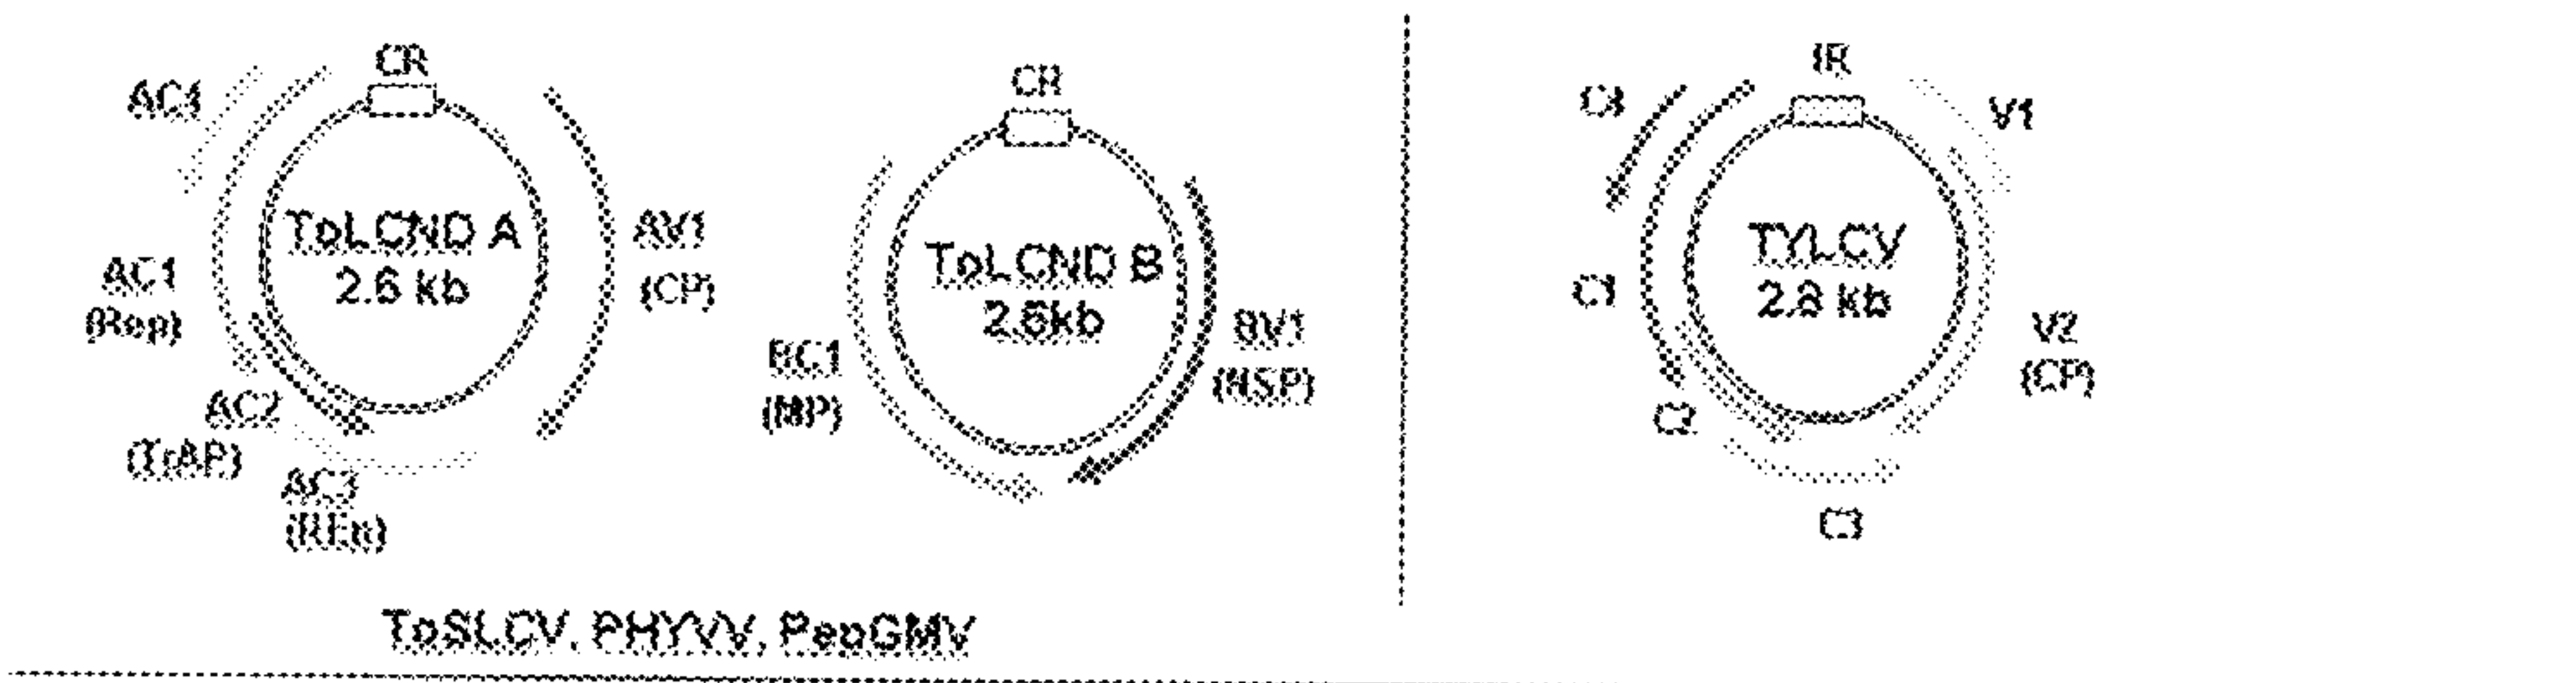 CR
AC4
ToLCND A
2.6 kb
AV1
(CP)
AC1
(Rep)
AC2
(TrAP)
AC3
(REn)
CR
ToLCND B
2.6kb
BC1
(MP)
BV1
(NSP)
ToSLCV, PHYVV, PepGMV
IR
V1
TYLCV
2.8 kb
C1
V2
(CP)
C2
C3